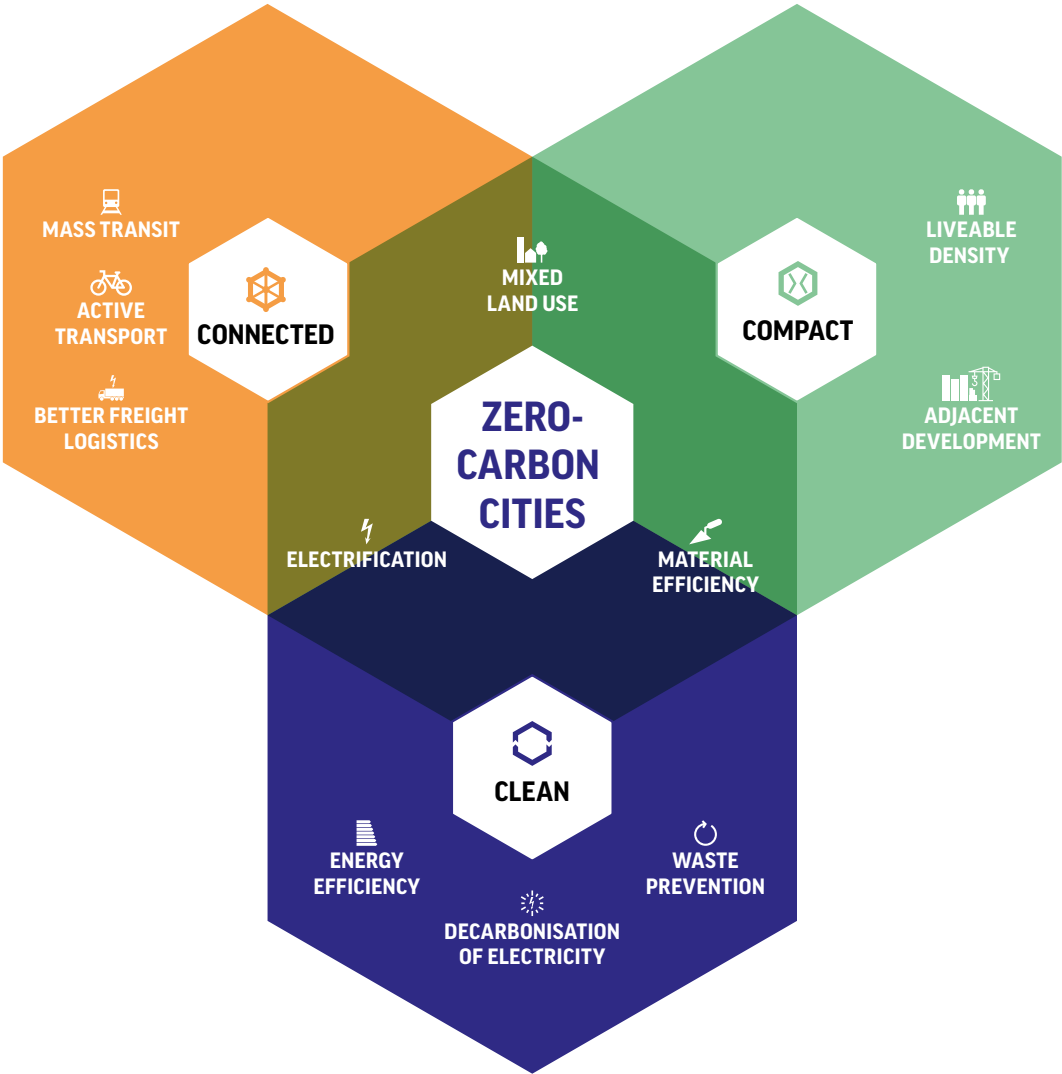 MASS TRANSIT
ACTIVE
TRANSPORT
BETTER FREIGHT
LOGISTICS
CONNECTED
MIXED
LAND USE
COMPACT
LIVEABLE
DENSITY
ADJACENT
DEVELOPMENT
ZERO-
CARBON
CITIES
ELECTRIFICATION
MATERIAL
EFFICIENCY
CLEAN
ENERGY
EFFICIENCY
DECARBONISATION
OF ELECTRICITY
WASTE
PREVENTION